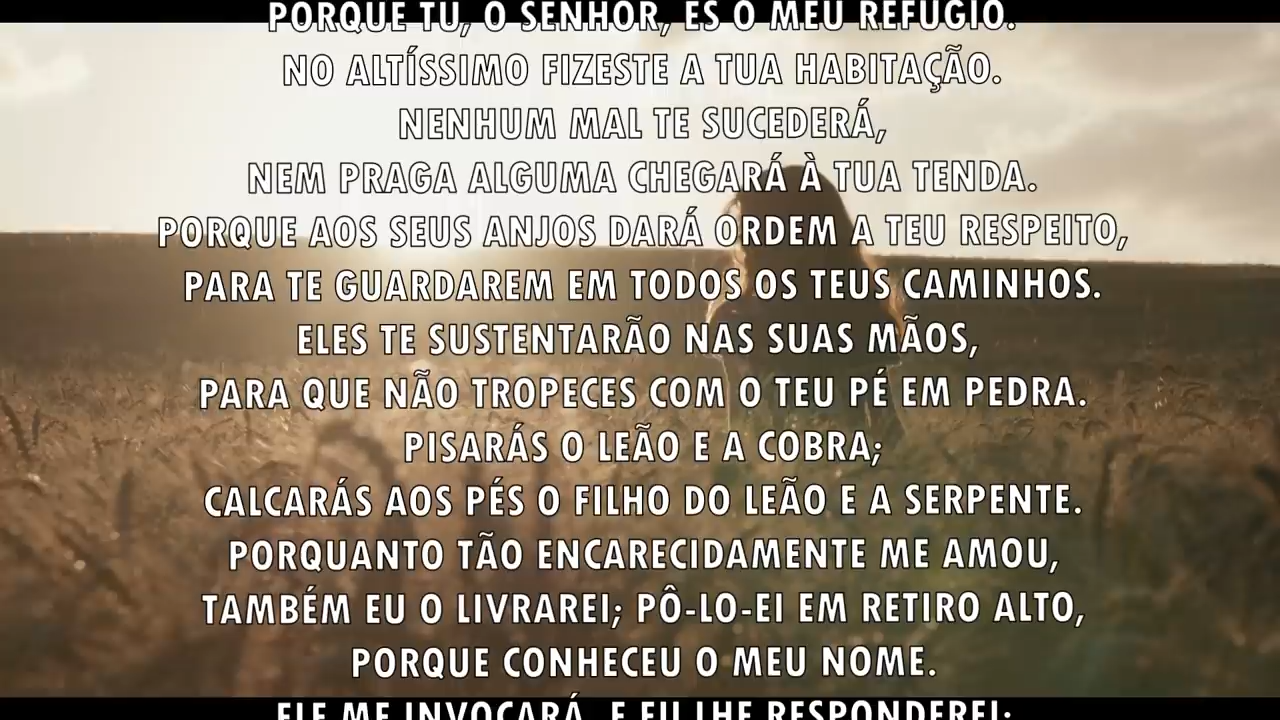 PORQUE TU, O SENHOR, ÉS O MEU REFÚGIO.
NO ALTÍSSIMO FIZESTE A TUA HABITAÇÃO.
NENHUM MAL TE SUCEDERÁ,
NEM PRAGA ALGUMA CHEGARÁ À TUA TENDA.
PORQUE AOS SEUS ANJOS DARÁ ORDEM A TEU RESPEITO,
PARA TE GUARDAREM EM TODOS OS TEUS CAMINHOS.
ELES TE SUSTENTARÃO NAS SUAS MÃOS,
PARA QUE NÃO TROPECES COM O TEU PÉ EM PEDRA.
PISARÁS O LEÃO E A COBRA;
CALCARÁS AOS PÉS O FILHO DO LEÃO E A SERPENTE.
PORQUANTO TÃO ENCARECIDAMENTE ME AMOU,
TAMBÉM EU O LIVRAREI; PÔ-LO-EI EM RETIRO ALTO,
PORQUE CONHECEU O MEU NOME.
ELE ME INVOCARÁ, E EU LHE RESPONDEREI;